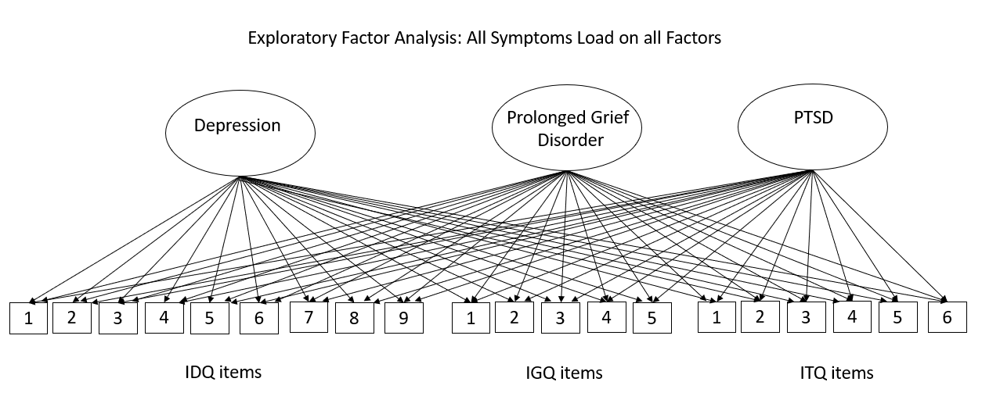 Exploratory Factor Analysis: All Symptoms Load on all Factors
Depression
Prolonged Grief
Disorder
PTSD
1 2 3 4 5 6 7 8 9 1 2 3 4 5 1 2 3 4 5 6
IDQ items IGQ items ITQ items